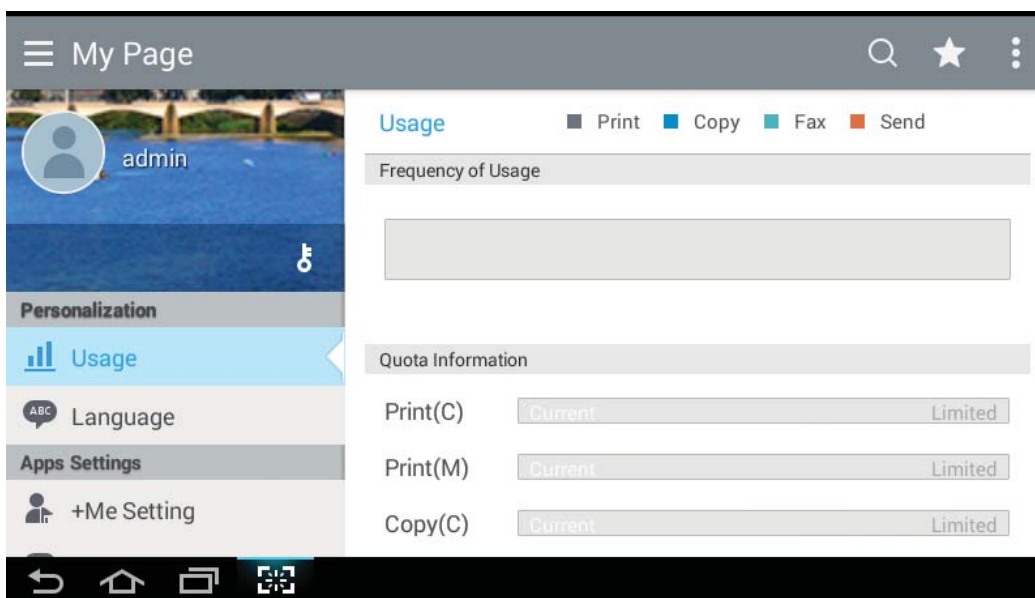 My Page
admin
Personalization
Usage
ABC
Language
Apps Settings
+Me Setting
Usage Print Copy Fax Send
Frequency of Usage
Quota Information
Print(C) Current Limited
Print(M) Current Limited
Copy(C) Current Limited